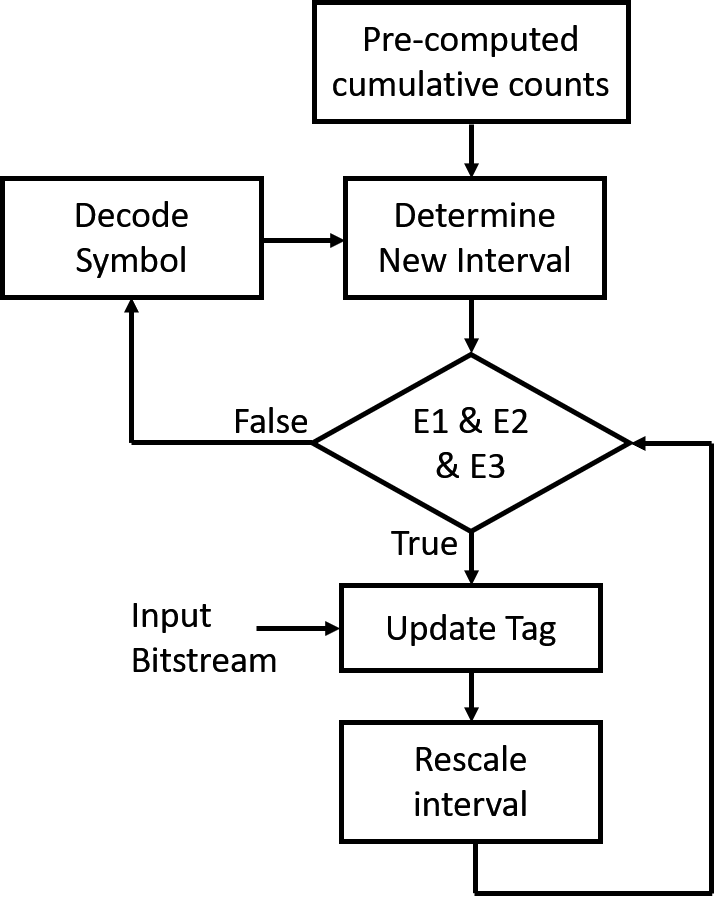 Pre-computed
cumulative counts
Decode
Symbol
Determine
New Interval
False
E1 & E2
& E3
True
Input
Bitstream
Update Tag
Rescale
interval